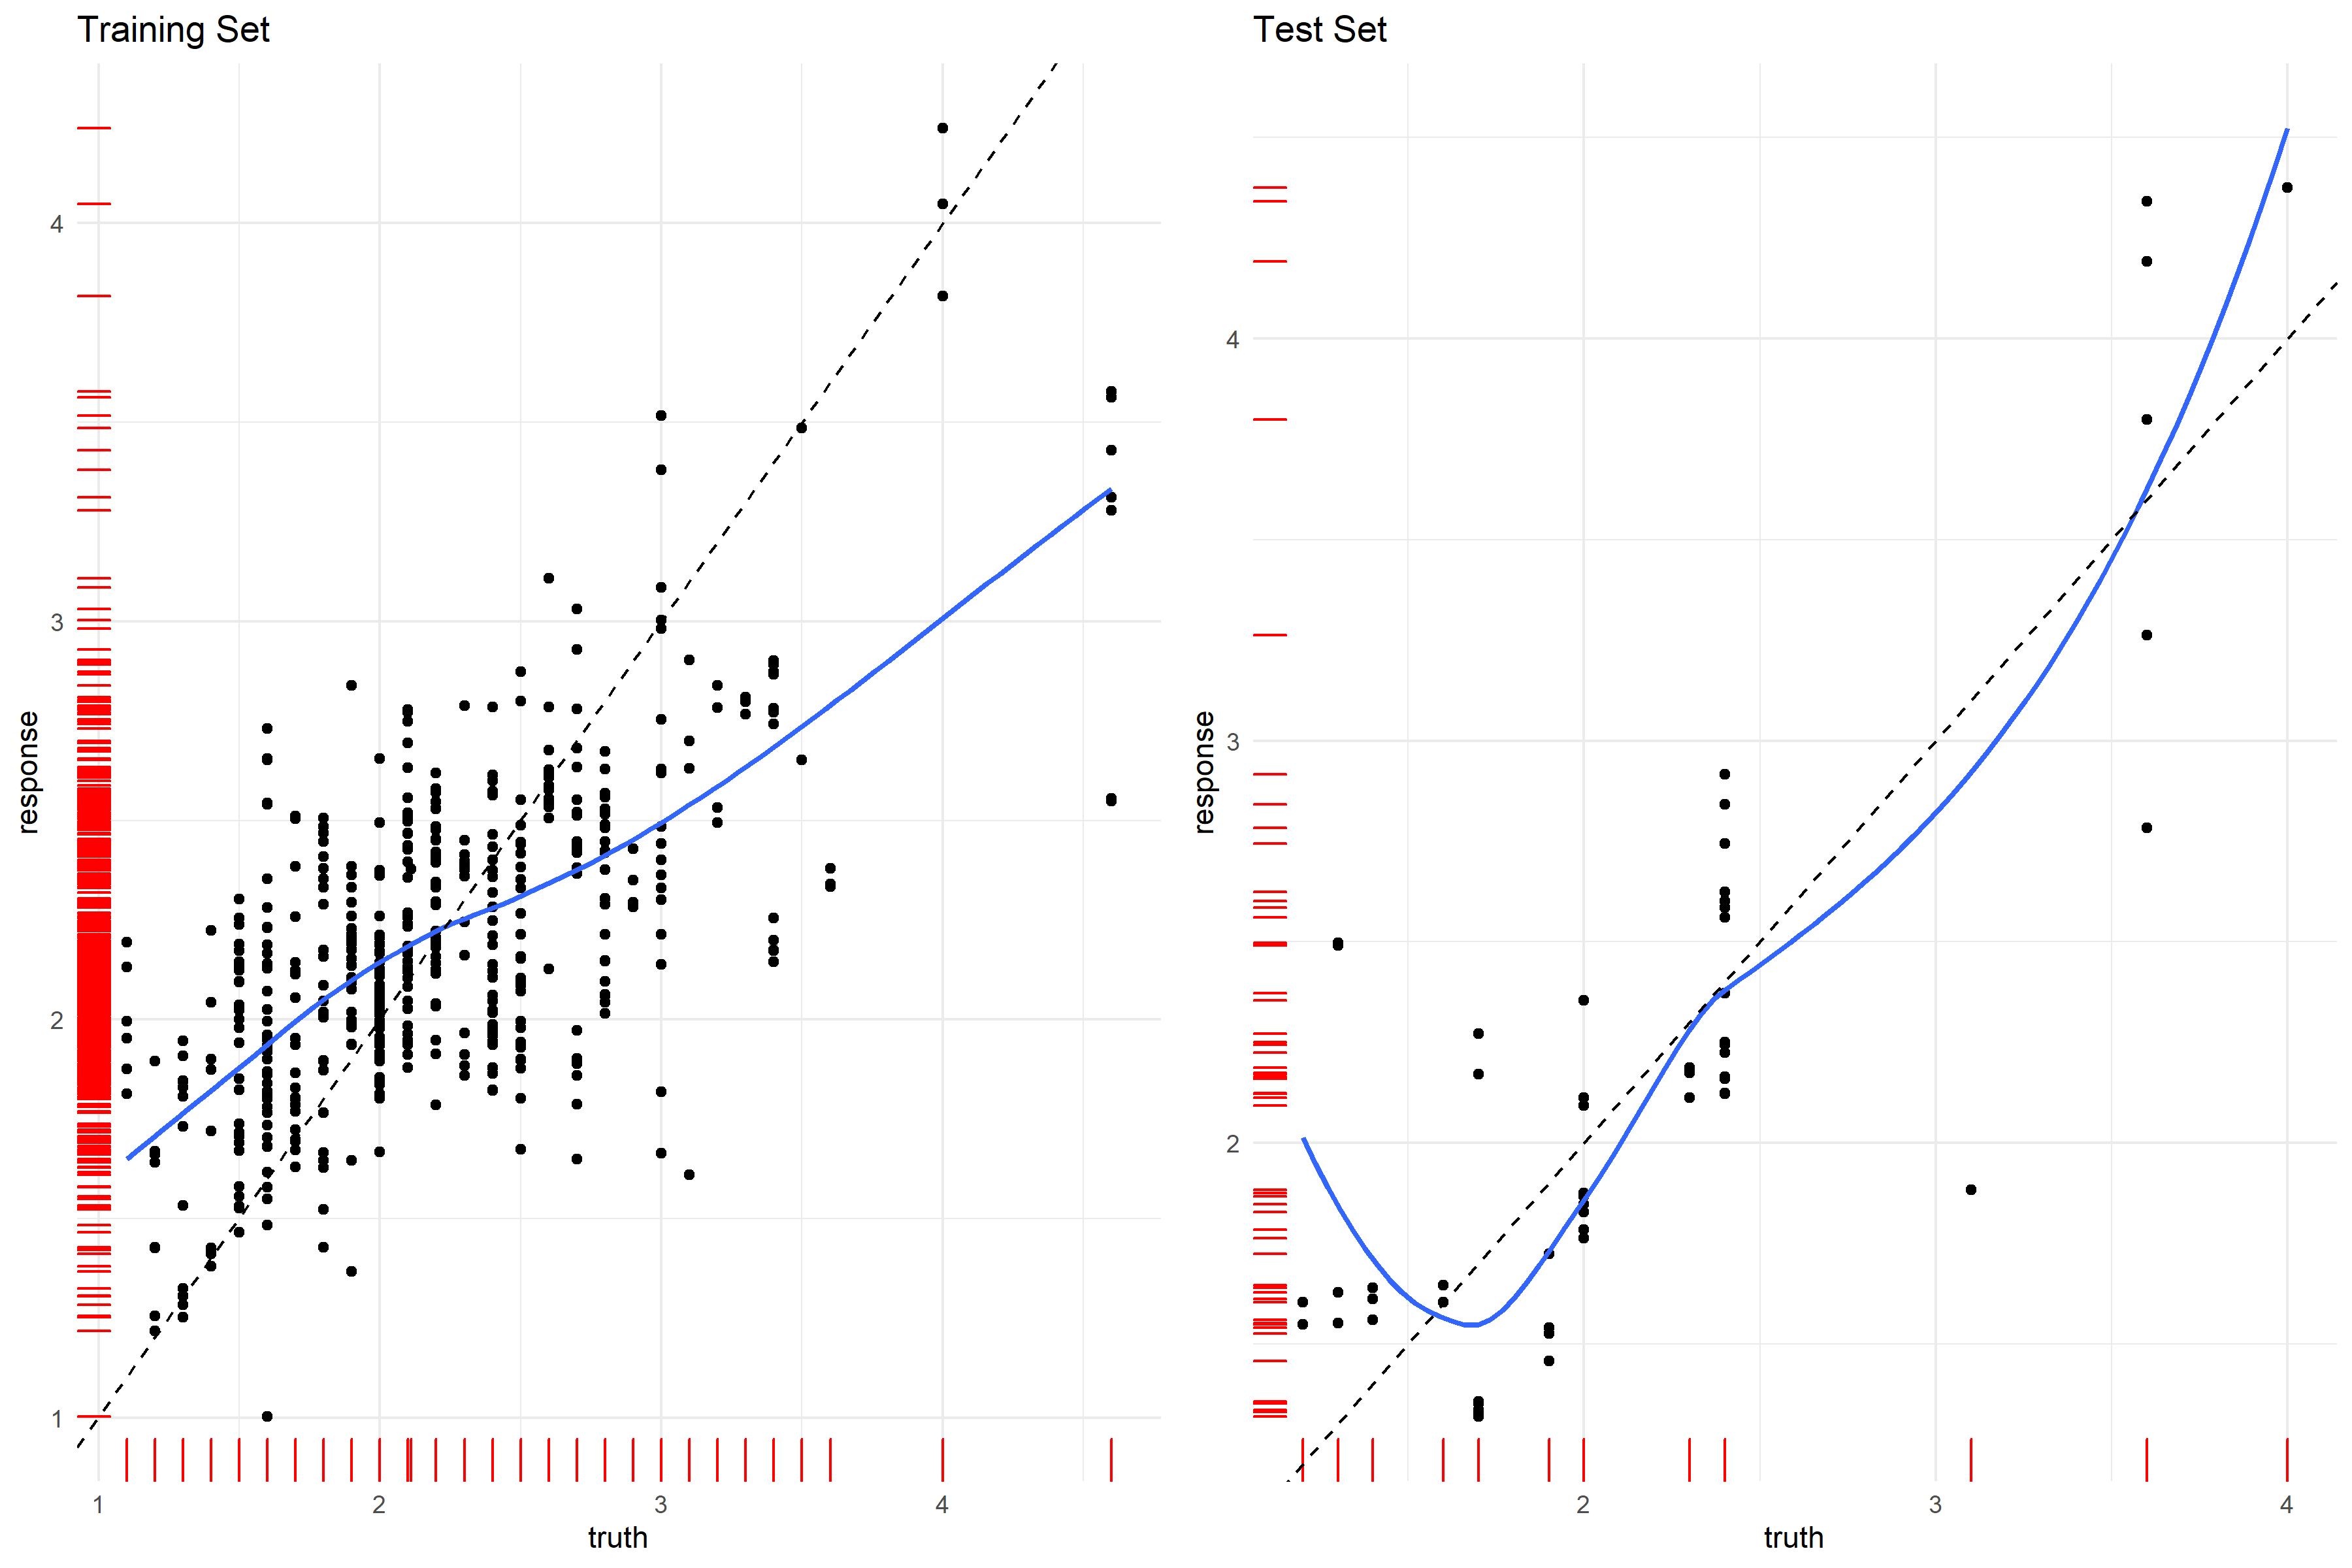 Training Set
4
3
2
1
response
1 2 3 4
truth
Test Set
4
3
2
response
2 3 4
truth